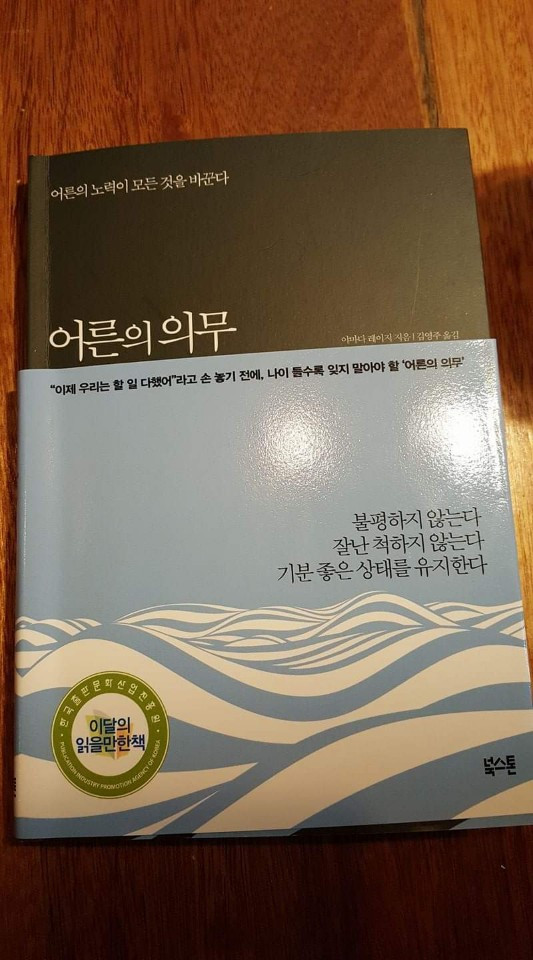 어른의 노력이 모든 것을 바꾼다
어른의 의무
야마다 레이지 지음 | 김영주 옮김
“이제 우리는 할 일 다했어”라고 손 놓기 전에, 나이 들수록 잊지 말아야 할 ‘어른의 의무’
불평하지 않는다
잘난 척하지 않는다
기분 좋은 상태를 유지한다
한국출판문화산업진흥원
이달의
읽을만한책
PUBLICATION INDUSTRY PROMOTION AGENCY OF KOREA
북스톤